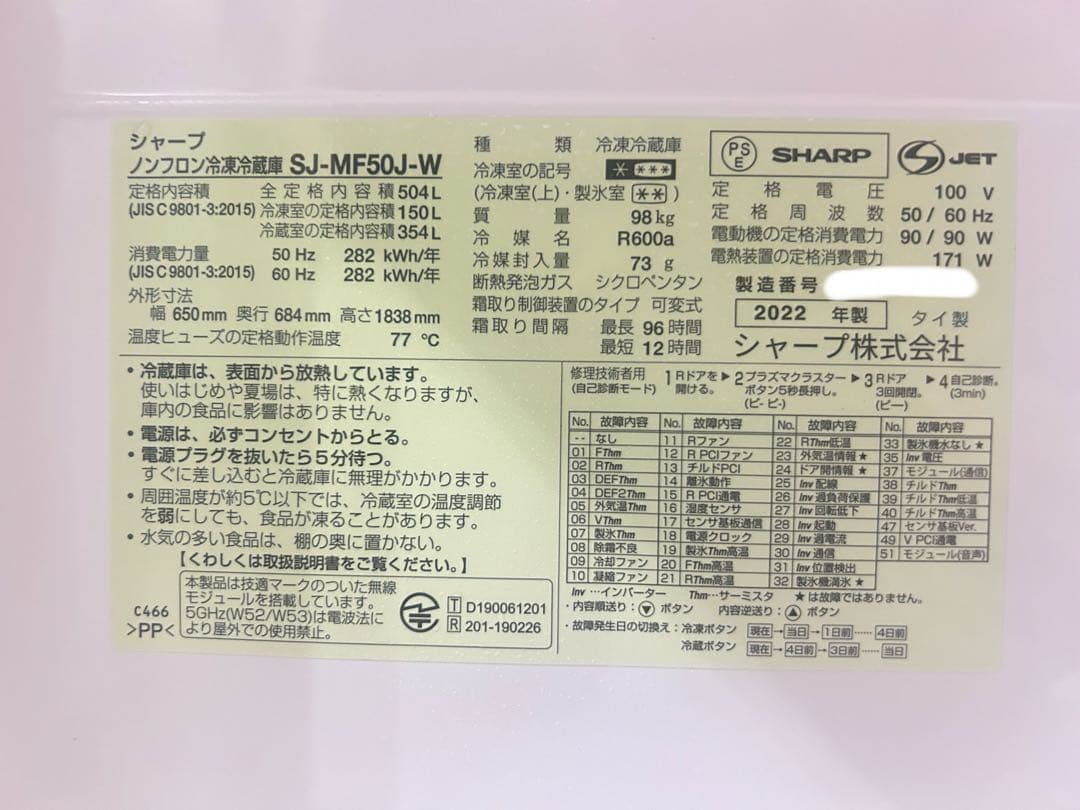 シャープ
ノンフロン冷凍冷蔵庫 SJ-MF50J-W
定格内容積 全定格内容積 504L
(JIS C 9801-3:2015) 冷凍室の定格内容積 150L
冷蔵室の定格内容積 354L
消費電力量 50 Hz 282 kWh/年
(JIS C 9801-3:2015) 60 Hz 282 kWh/年
外形寸法
幅 650mm 奥行 684mm 高さ1838mm
温度ヒューズの定格動作温度 77 ℃
種類 冷凍冷蔵庫
冷凍室の記号 * ***
(冷凍室(上)・製氷室 ** )
質量 98kg
冷媒名 R600a
冷媒封入量 73 g
断熱発泡ガス シクロペンタン
霜取り制御装置のタイプ 可変式
霜取り間隔 最長 96時間
最短 12時間
PSE SHARP S JET
定格電圧 100 V
定格周波数 50 / 60 Hz
電動機の定格消費電力 90 / 90 W
電熱装置の定格消費電力 171 W
製造番号
2022 年製 タイ製
シャープ株式会社
・冷蔵庫は、表面から放熱しています。
使いはじめや夏場は、特に熱くなりますが、
庫内の食品に影響はありません。
・電源は、必ずコンセントからとる。
・電源プラグを抜いたら5分待つ。
すぐに差し込むと冷蔵庫に無理がかかります。
・周囲温度が約5℃以下では、冷蔵室の温度調節
を弱にしても、食品が凍ることがあります。
・水気の多い食品は、棚の奥に置かない。
【くわしくは取扱説明書をご覧ください。】
C466
>PP<
本製品は技適マークのついた無線
モジュールを搭載しています。
5GHz(W52/W53)は電波法に
より屋外での使用禁止。
T D190061201
R 201-190226
修理技術者用
(自己診断モード)
1 Rドアを
開ける。
▶2 プラズマクラスター
ボタン5秒長押し。
(ピ- ピ-)
▶3 Rドア
3回開閉。
(ピー)
▶4 自己診断。
(3min)
No. 故障内容
-- なし
01 FThm
02 RThm
03 DEFThm
04 DEF2Thm
05 外気温Thm
06 VThm
07 製氷Thm
08 除霜不良
09 冷却ファン
10 凝縮ファン
No. 故障内容
11 Rファン
12 R PCIファン
13 チルドPCI
14 離氷動作
15 R PCI通電
16 湿度センサ
17 センサ基板通信
18 電源クロック
19 製氷Thm高温
20 FThm高温
21 RThm高温
No. 故障内容
22 RThm低温
23 外気温情報★
24 ドア開情報★
25 Inv 配線
26 Inv 過負荷保護
27 Inv 回転低下
28 Inv 起動
29 Inv 過電流
30 Inv 通信
31 Inv 位置検出
32 製氷機満氷 ★
No. 故障内容
33 製氷機水なし ★
35 Inv 電圧
37 モジュール(通信)
38 チルドThm
39 チルドThm低温
40 チルドThm高温
47 センサ基板Ver.
49 V PCI通電
51 モジュール(音声)
Inv …インバーター Thm…サーミスタ ★は故障ではありません。
・内容順送り：▼ ボタン 内容逆送り：▲ ボタン
・故障発生日の切換え：冷凍ボタン 現在→当日→1日前……4日前
冷蔵ボタン 現在→4日前→3日前……当日